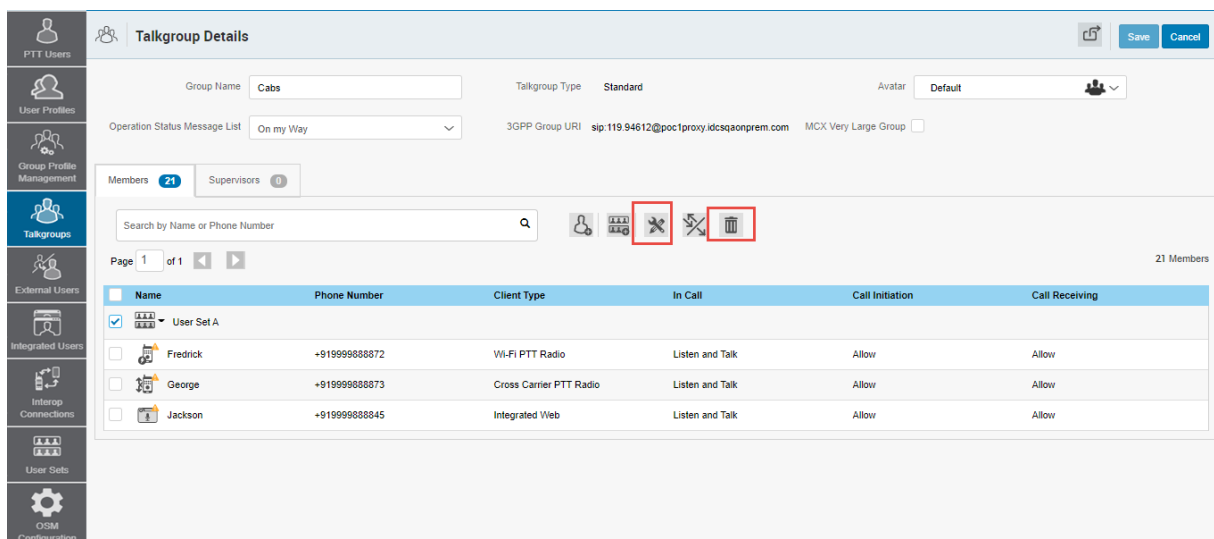 PTT Users
User Profiles
Group Profile
Management
Talkgroups
External Users
Integrated Users
Interop
Connections
User Sets
OSM
Configuration
Talkgroup Details
Save Cancel
Group Name Cabs Talkgroup Type Standard Avatar Default
Operation Status Message List On my Way 3GPP Group URI sip:119.94612@poc1proxy.idcsqaonprem.com MCX Very Large Group
Members 21 Supervisors 0
Search by Name or Phone Number
Page 1 of 1 21 Members
Name Phone Number Client Type In Call Call Initiation Call Receiving
User Set A
Fredrick +919999888872 Wi-Fi PTT Radio Listen and Talk Allow Allow
George +919999888873 Cross Carrier PTT Radio Listen and Talk Allow Allow
Jackson +919999888845 Integrated Web Listen and Talk Allow Allow